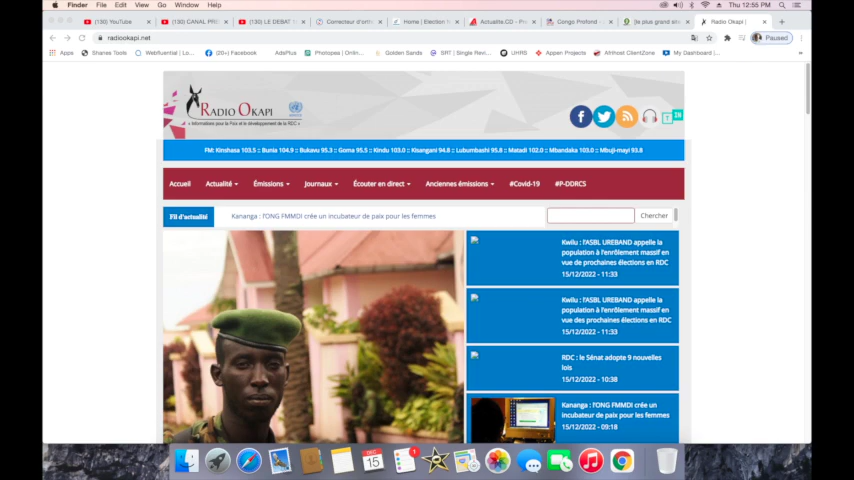 Finder File Edit View Go Window Help
Thu 12:55 PM
(130) YouTube
(130) CANAL PR
(130) LE DEBAT
Correcteur d'orth
Home | Election
Actualite.CD - P
Congo Profond -
Radio Okapi |
radiookapi.net
Paused
Apps Shanes Tools Webfluential | Lo... (20+) Facebook AdsPlus Photopea | Onlin... Golden Sands SRT | Single Revi... UHRS Appen Projects Afrihost ClientZone My Dashboard |...
RADIO OKAPI
« Informations pour la Paix et le développement de la RDC »
FM: Kinshasa 103.5 :: Bunia 104.9 :: Bukavu 95.3 :: Goma 95.5 :: Kindu 103.0 :: Kisangani 94.8 :: Lubumbashi 95.8 :: Matadi 102.0 :: Mbandaka 103.0 :: Mbuji-mayi 93.8
Accueil Actualité Émissions Journaux Écouter en direct Anciennes émissions #Covid-19 #P-DDRCS
Fil d'actualité
Kananga : l'ONG FMMDI crée un incubateur de paix pour les femmes
Chercher
Kwilu : l'ASBL UREBAND appelle la
population à l'enrôlement massif en
vue de prochaines élections en RDC
15/12/2022 - 11:33
Kwilu : l'ASBL UREBAND appelle la
population à l'enrôlement massif en
vue des prochaines élections en RDC
15/12/2022 - 11:33
RDC : le Sénat adopte 9 nouvelles
lois
15/12/2022 - 10:38
Kananga : l'ONG FMMDI crée un
incubateur de paix pour les femmes
15/12/2022 - 09:18
DEC
15
1